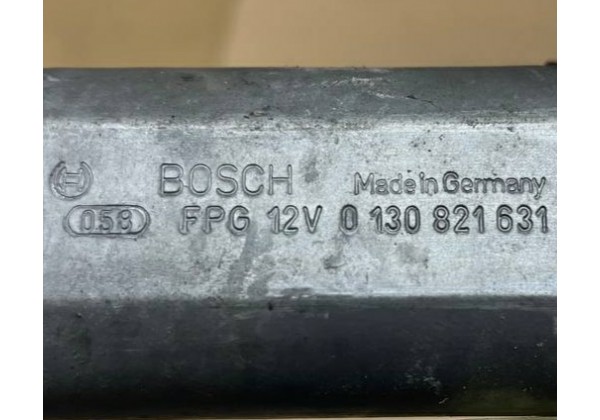 BOSCH Made in Germany
058 FPG 12V 0 130 821 631